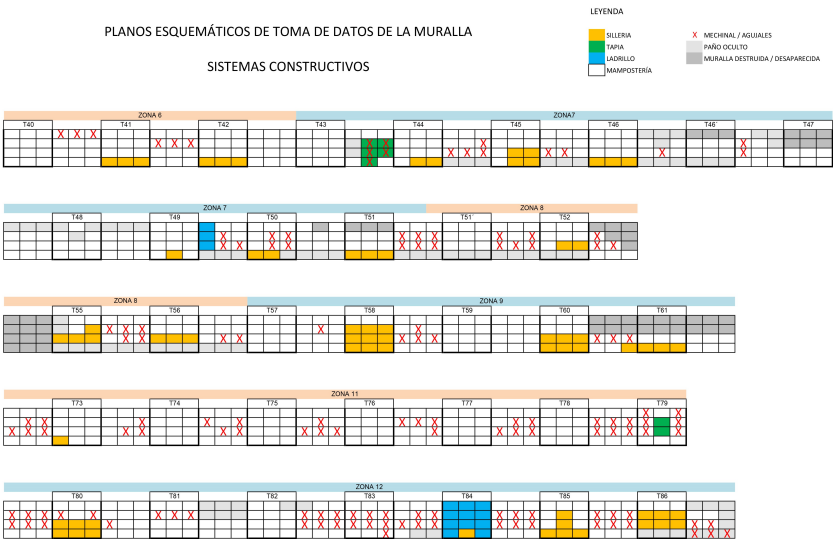 PLANOS ESQUEMÁTICOS DE TOMA DE DATOS DE LA MURALLA
SISTEMAS CONSTRUCTIVOS
LEYENDA
SILLERIA
TAPIA
LADRILLO
MAMPOSTERÍA
X MECHINAL / AGUJALES
PAÑO OCULTO
MURALLA DESTRUIDA / DESAPARECIDA
ZONA 6 ZONA7
T40 T41 T42 T43 T44 T45 T46 T46´ T47
ZONA 7 ZONA 8
T48 T49 T50 T51 T51´ T52
ZONA 8 ZONA 9
T55 T56 T57 T58 T59 T60 T61
ZONA 11
T73 T74 T75 T76 T77 T78 T79
ZONA 12
T80 T81 T82 T83 T84 T85 T86